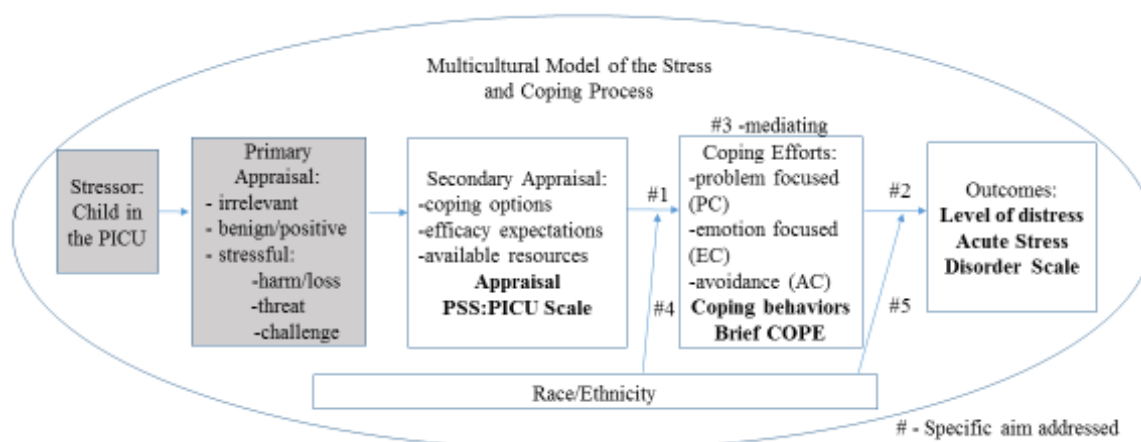 Multicultural Model of the Stress
and Coping Process
Stressor:
Child in
the PICU
Primary
Appraisal:
- irrelevant
- benign/positive
- stressful:
-harm/loss
-threat
-challenge
Secondary Appraisal:
-coping options
-efficacy expectations
-available resources
Appraisal
PSS:PICU Scale
#1
#4
#3 -mediating
Coping Efforts:
-problem focused
(PC)
-emotion focused
(EC)
-avoidance (AC)
Coping behaviors
Brief COPE
#2
#5
Outcomes:
Level of distress
Acute Stress
Disorder Scale
Race/Ethnicity
# - Specific aim addressed